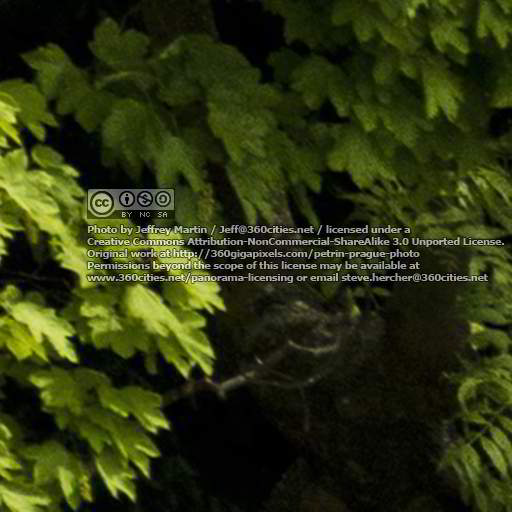 cc
BY NC SA
Photo by Jeffrey Martin / Jeff@360cities.net / licensed under a
Creative Commons Attribution-NonCommercial-ShareAlike 3.0 Unported License.
Original work at http://360gigapixels.com/petrin-prague-photo
Permissions beyond the scope of this license may be available at
www.360cities.net/panorama-licensing or email steve.hercher@360cities.net